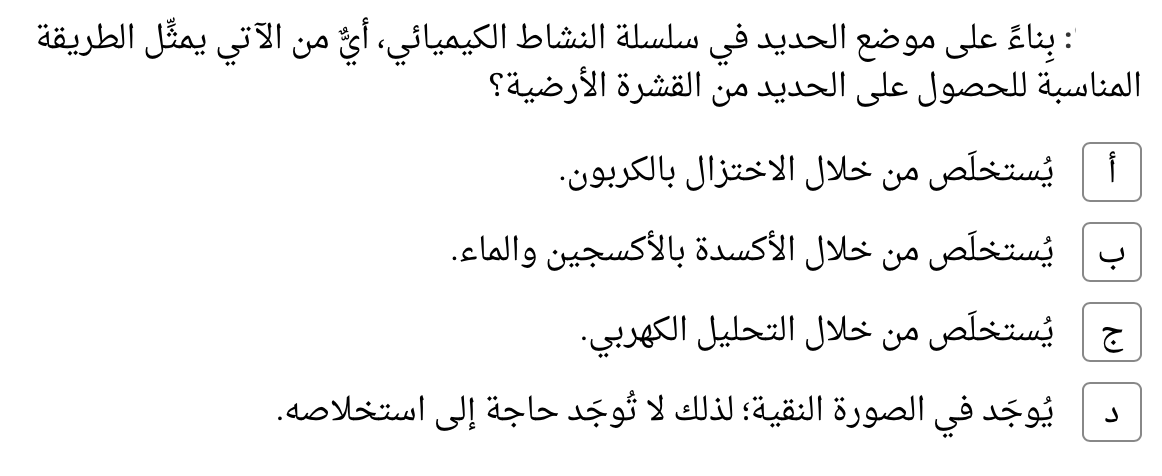 : بِناءً على موضع الحديد في سلسلة النشاط الكيميائي، أيٌّ من الآتي يمثِّل الطريقة
المناسبة للحصول على الحديد من القشرة الأرضية؟
أ يُستخلَص من خلال الاختزال بالكربون.
ب يُستخلَص من خلال الأكسدة بالأكسجين والماء.
ج يُستخلَص من خلال التحليل الكهربي.
د يُوجَد في الصورة النقية؛ لذلك لا تُوجَد حاجة إلى استخلاصه.